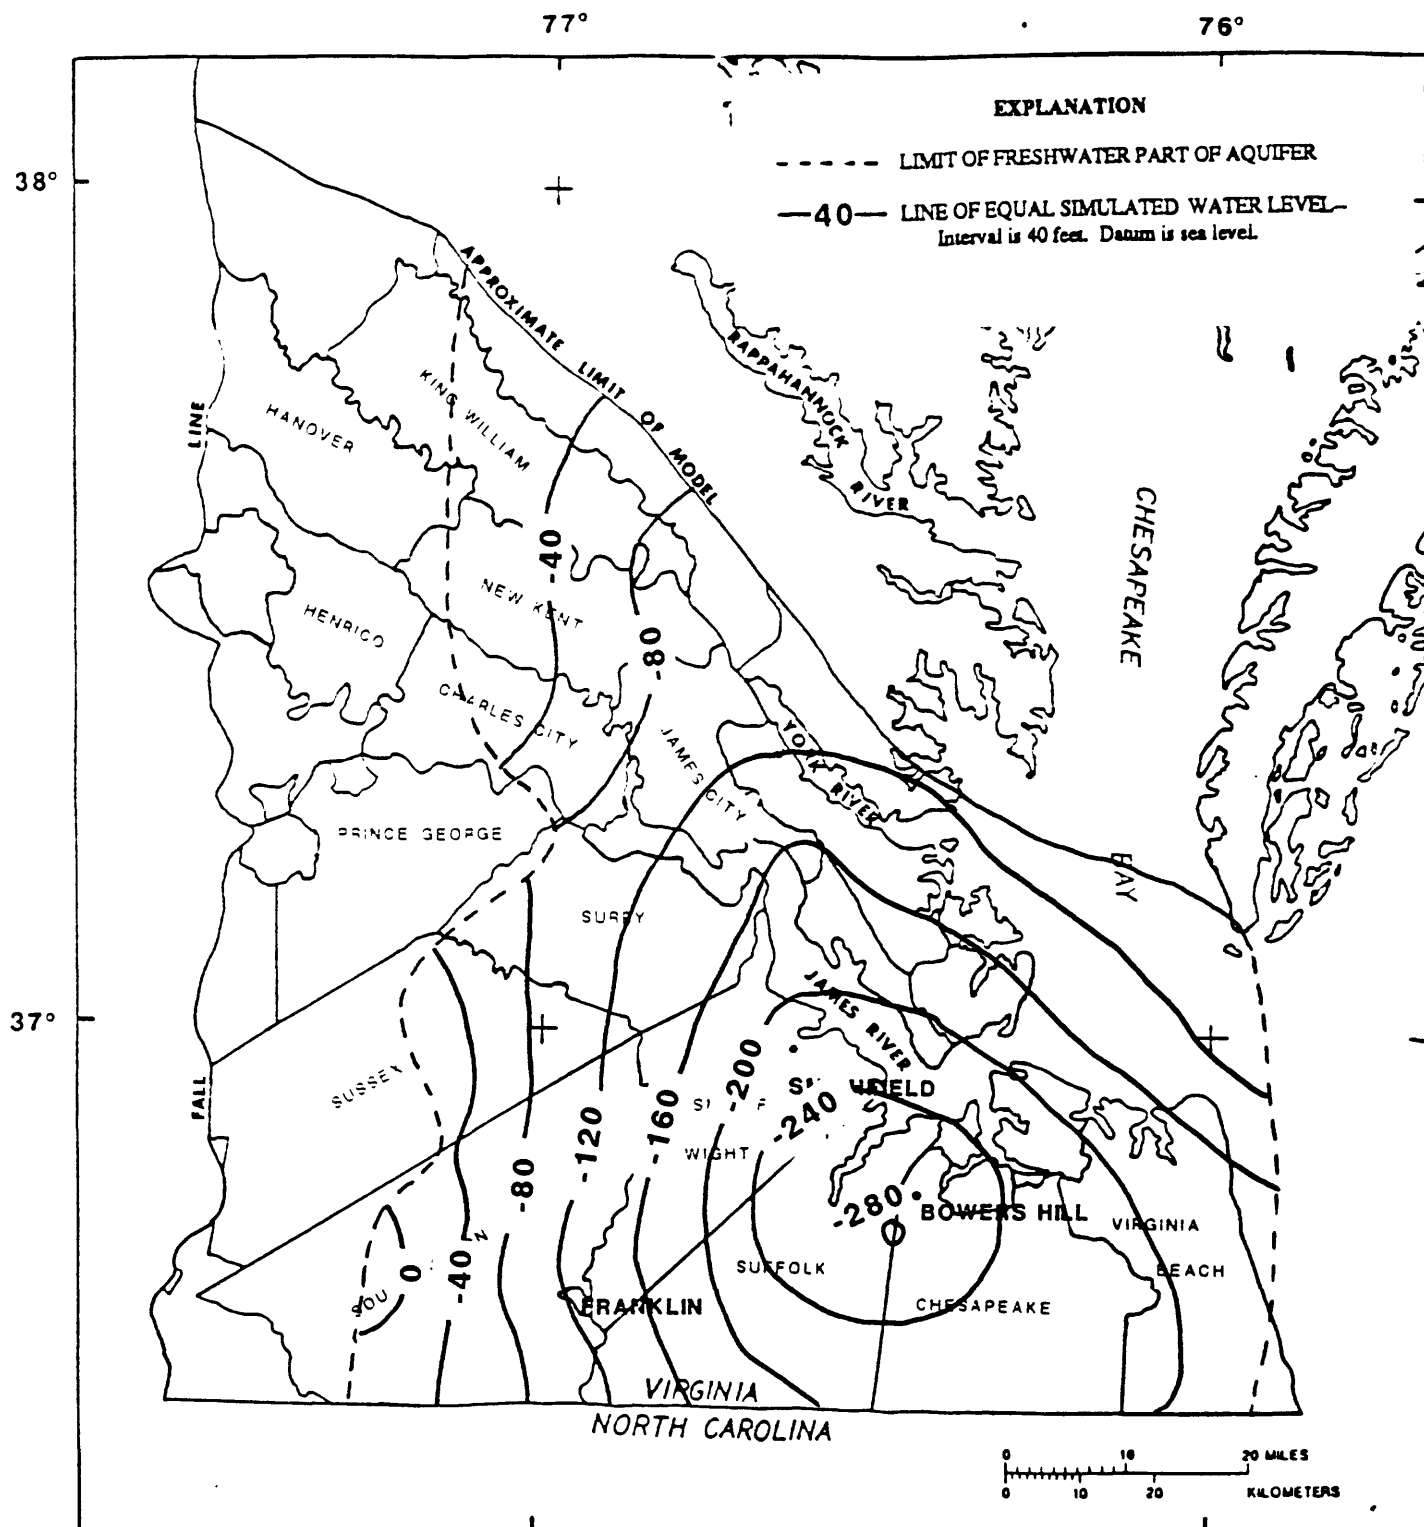 77°
76°
EXPLANATION
LIMIT OF FRESHWATER PART OF AQUIFER
38°
—40— LINE OF EQUAL SIMULATED WATER LEVEL—
Interval is 40 feet. Datum is sea level.
APPROXIMATE LIMIT OF MODEL
RAPPAHANNOCK
RIVER
KING WILLIAM
HANOVER
LINE
CHESAPEAKE
-40
NEW KENT
HENRICO
-80
CHARLES CITY
JAMES CITY
YORK RIVER
PRINCE GEORGE
BAY
SURRY
JAMES RIVER
37°
SUSSEX
FALL
-200
-240
-160
-120
WIGHT
-80
-280
BOWERS HILL
VIRGINIA
BEACH
SUFFOLK
0
-40
SOU
FRANKLIN
CHESAPEAKE
VIRGINIA
NORTH CAROLINA
0 10 20 MILES
0 10 20 KILOMETERS